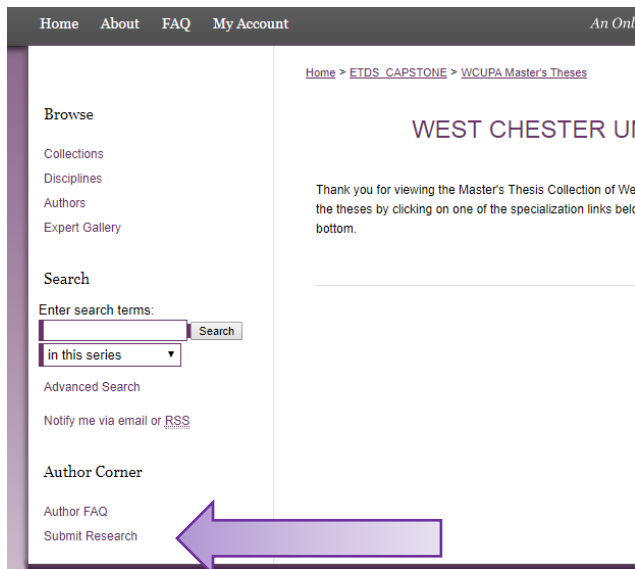 Home About FAQ My Account An Onl
Home > ETDS_CAPSTONE > WCUPA Master's Theses
Browse
WEST CHESTER UN
Collections
Disciplines
Authors
Expert Gallery
Thank you for viewing the Master's Thesis Collection of We
the theses by clicking on one of the specialization links belo
bottom.
Search
Enter search terms:
Search
in this series
Advanced Search
Notify me via email or RSS
Author Corner
Author FAQ
Submit Research